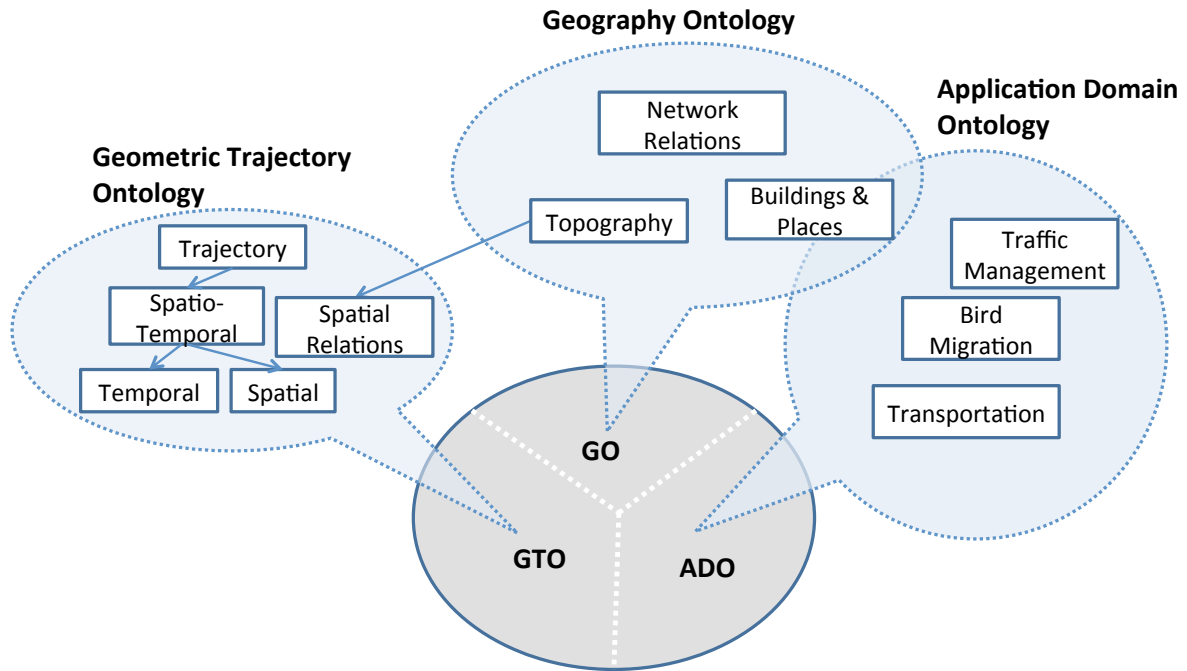 Geography Ontology
Application Domain
Ontology
Geometric Trajectory
Ontology
Network
Relations
Buildings &
Places
Topography
Trajectory
Spatio-
Temporal
Spatial
Relations
Temporal
Spatial
Traffic
Management
Bird
Migration
Transportation
GO
GTO
ADO